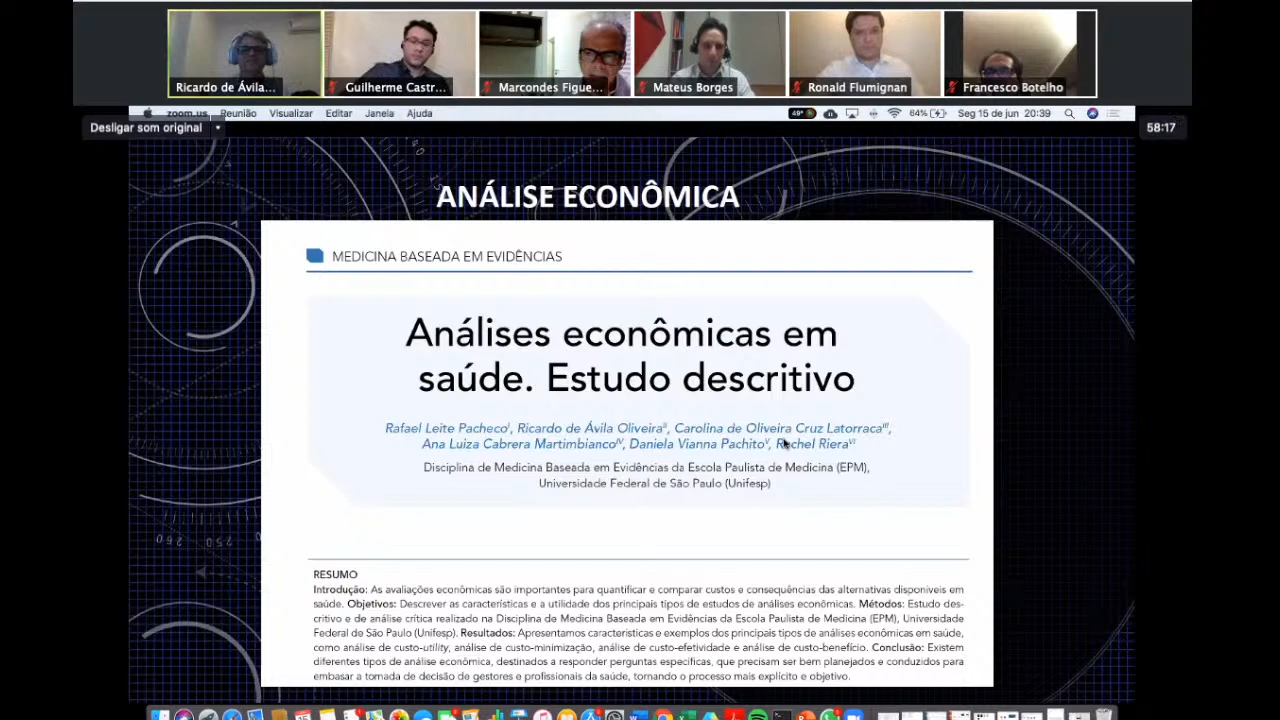 Ricardo de Ávila...
Guilherme Castr...
Marcondes Figue...
Mateus Borges
Ronald Flumignan
Francesco Botelho
zoom.us Reunião Visualizar Editar Janela Ajuda
49° 64% Seg 15 de jun 20:39
Desligar som original
58:17
ANÁLISE ECONÔMICA
MEDICINA BASEADA EM EVIDÊNCIAS
Análises econômicas em
saúde. Estudo descritivo
Rafael Leite Pacheco I, Ricardo de Ávila Oliveira II, Carolina de Oliveira Cruz Latorraca III,
Ana Luiza Cabrera Martimbianco IV, Daniela Vianna Pachito V, Rachel Riera VI
Disciplina de Medicina Baseada em Evidências da Escola Paulista de Medicina (EPM),
Universidade Federal de São Paulo (Unifesp)
RESUMO
Introdução: As avaliações econômicas são importantes para quantificar e comparar custos e consequências das alternativas disponíveis em
saúde. Objetivos: Descrever as características e a utilidade dos principais tipos de estudos de análises econômicas. Métodos: Estudo des-
critivo e de análise crítica realizado na Disciplina de Medicina Baseada em Evidências da Escola Paulista de Medicina (EPM), Universidade
Federal de São Paulo (Unifesp). Resultados: Apresentamos características e exemplos dos principais tipos de análises econômicas em saúde,
como análise de custo-utility, análise de custo-minimização, análise de custo-efetividade e análise de custo-benefício. Conclusão: Existem
diferentes tipos de análise econômica, destinados a responder perguntas específicas, que precisam ser bem planejados e conduzidos para
embasar a tomada de decisão de gestores e profissionais da saúde, tornando o processo mais explícito e objetivo.
40
260
250